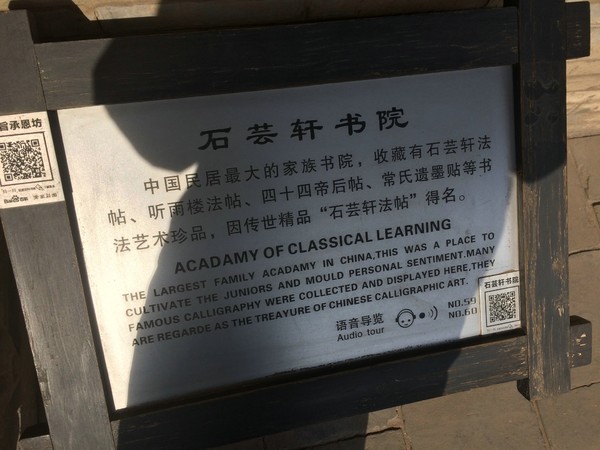 石芸轩书院
中国民居最大的家族书院，收藏有石芸轩法
帖、听雨楼法帖、四十四帝后帖、常氏遗墨贴等书
法艺术珍品，因传世精品“石芸轩法帖”得名。
ACADAMY OF CLASSICAL LEARNING
THE LARGEST FAMILY ACADAMY IN CHINA,THIS WAS A PLACE TO
CULTIVATE THE JUNIORS AND MOULD PERSONAL SENTIMENT.MANY
FAMOUS CALLIGRAPHY WERE COLLECTED AND DISPLAYED HERE.THEY
ARE REGARDE AS THE TREAYURE OF CHINESE CALLIGRAPHIC ART.
语音导览
Audio tour
NO.59
NO.60
石芸轩书院
承恩坊